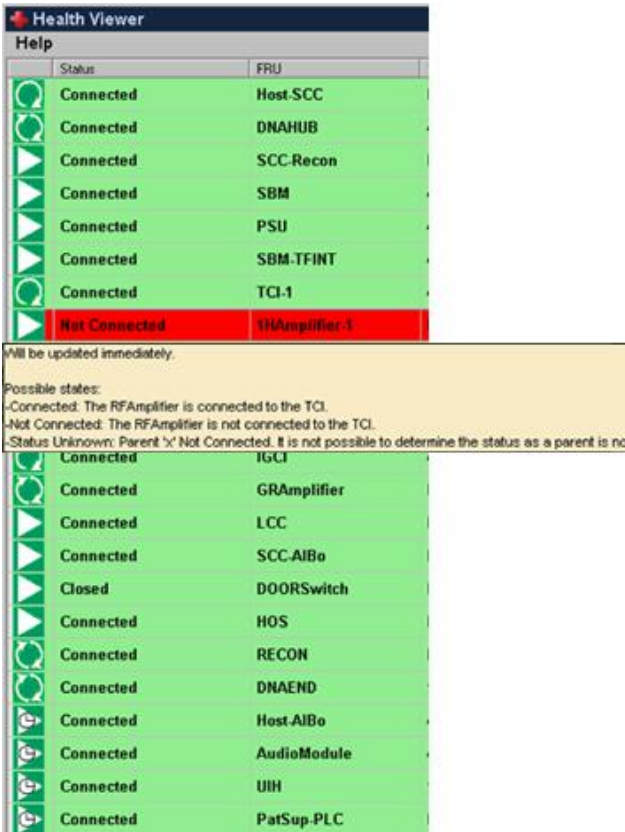 Health Viewer
Help
Status FRU
Connected Host-SCC
Connected DNAHUB
Connected SCC-Recon
Connected SBM
Connected PSU
Connected SBM-TFINT
Connected TCI-1
Not Connected 1HAmplifier-1
Will be updated immediately.
Possible states:
-Connected: The RFAmplifier is connected to the TCI.
-Not Connected: The RFAmplifier is not connected to the TCI.
-Status Unknown: Parent 'x' Not Connected. It is not possible to determine the status as a parent is no
Connected IGCI
Connected GRAmplifier
Connected LCC
Connected SCC-AIBo
Closed DOORSwitch
Connected HOS
Connected RECON
Connected DNAEND
Connected Host-AIBo
Connected AudioModule
Connected UIH
Connected PatSup-PLC